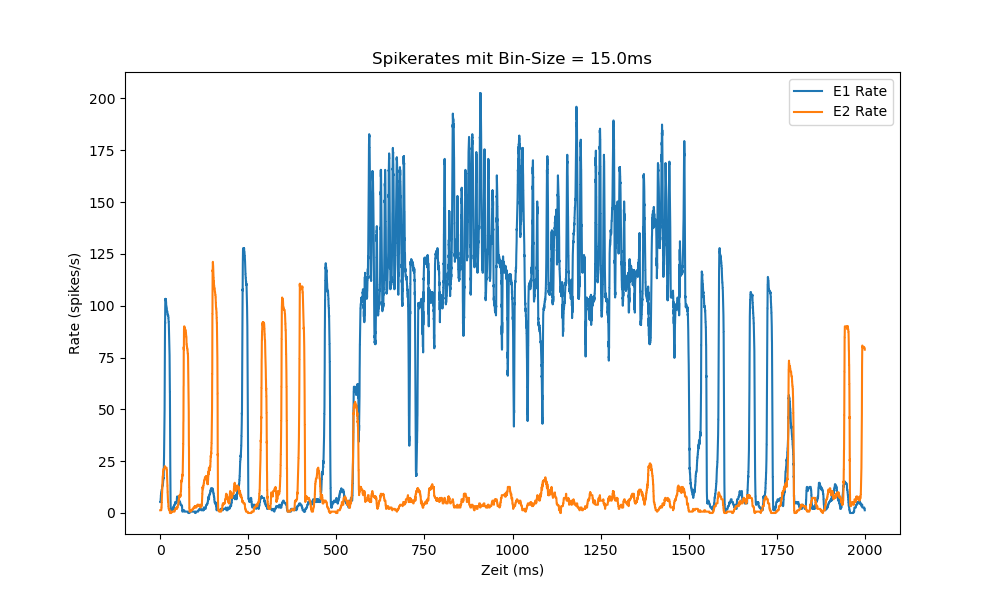 Spikerates mit Bin-Size = 15.0ms
E1 Rate
E2 Rate
200
175
150
125
100
75
50
25
0
Rate (spikes/s)
0 250 500 750 1000 1250 1500 1750 2000
Zeit (ms)